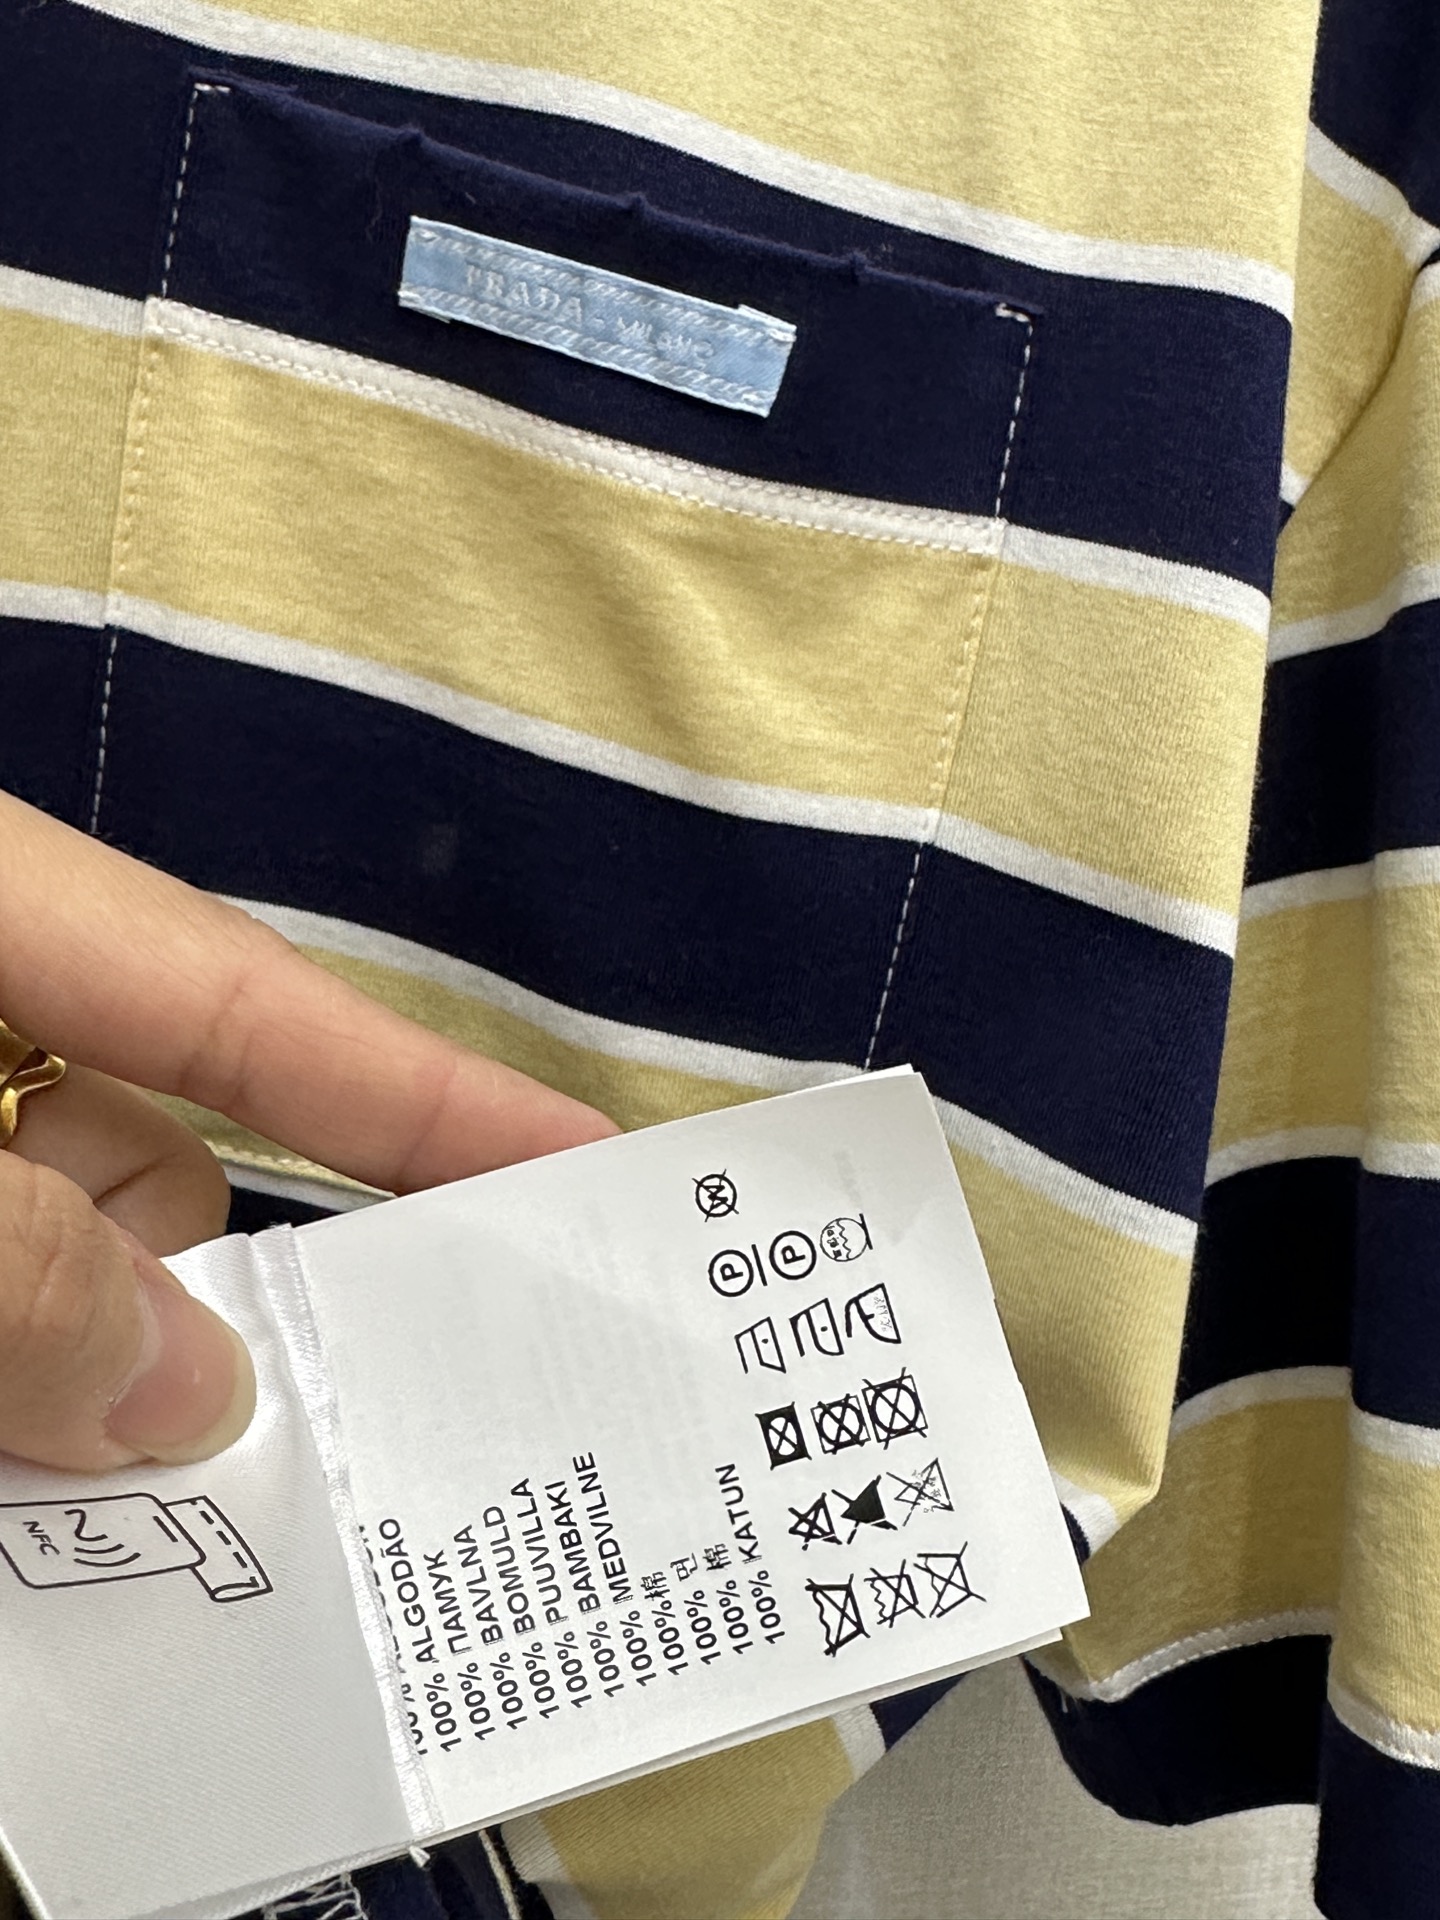 PRADA - MILANO
NFC
100% ALGODÃO
100% ПАМУК
100% BAVLNA
100% BOMULD
100% PUUVILLA
100% BAMBAKI
100% MEDVILNE
100% 棉
100% 면
100% 棉
100% KATUN
W
P P